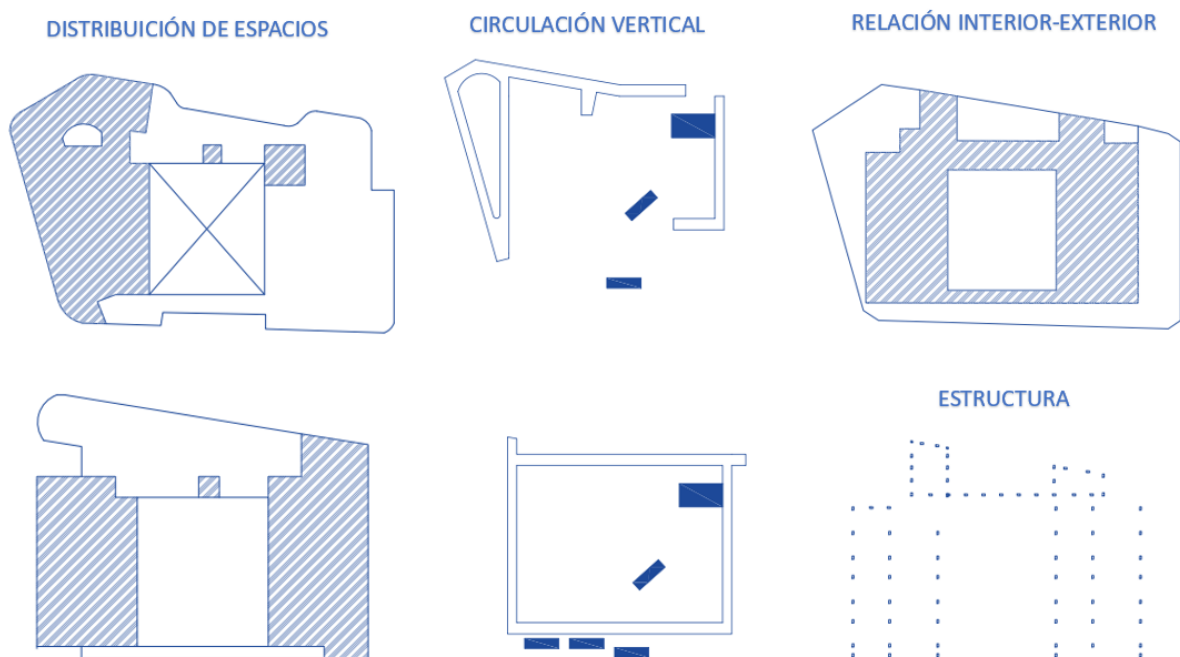 DISTRIBUICIÓN DE ESPACIOS
CIRCULACIÓN VERTICAL
RELACIÓN INTERIOR-EXTERIOR
ESTRUCTURA